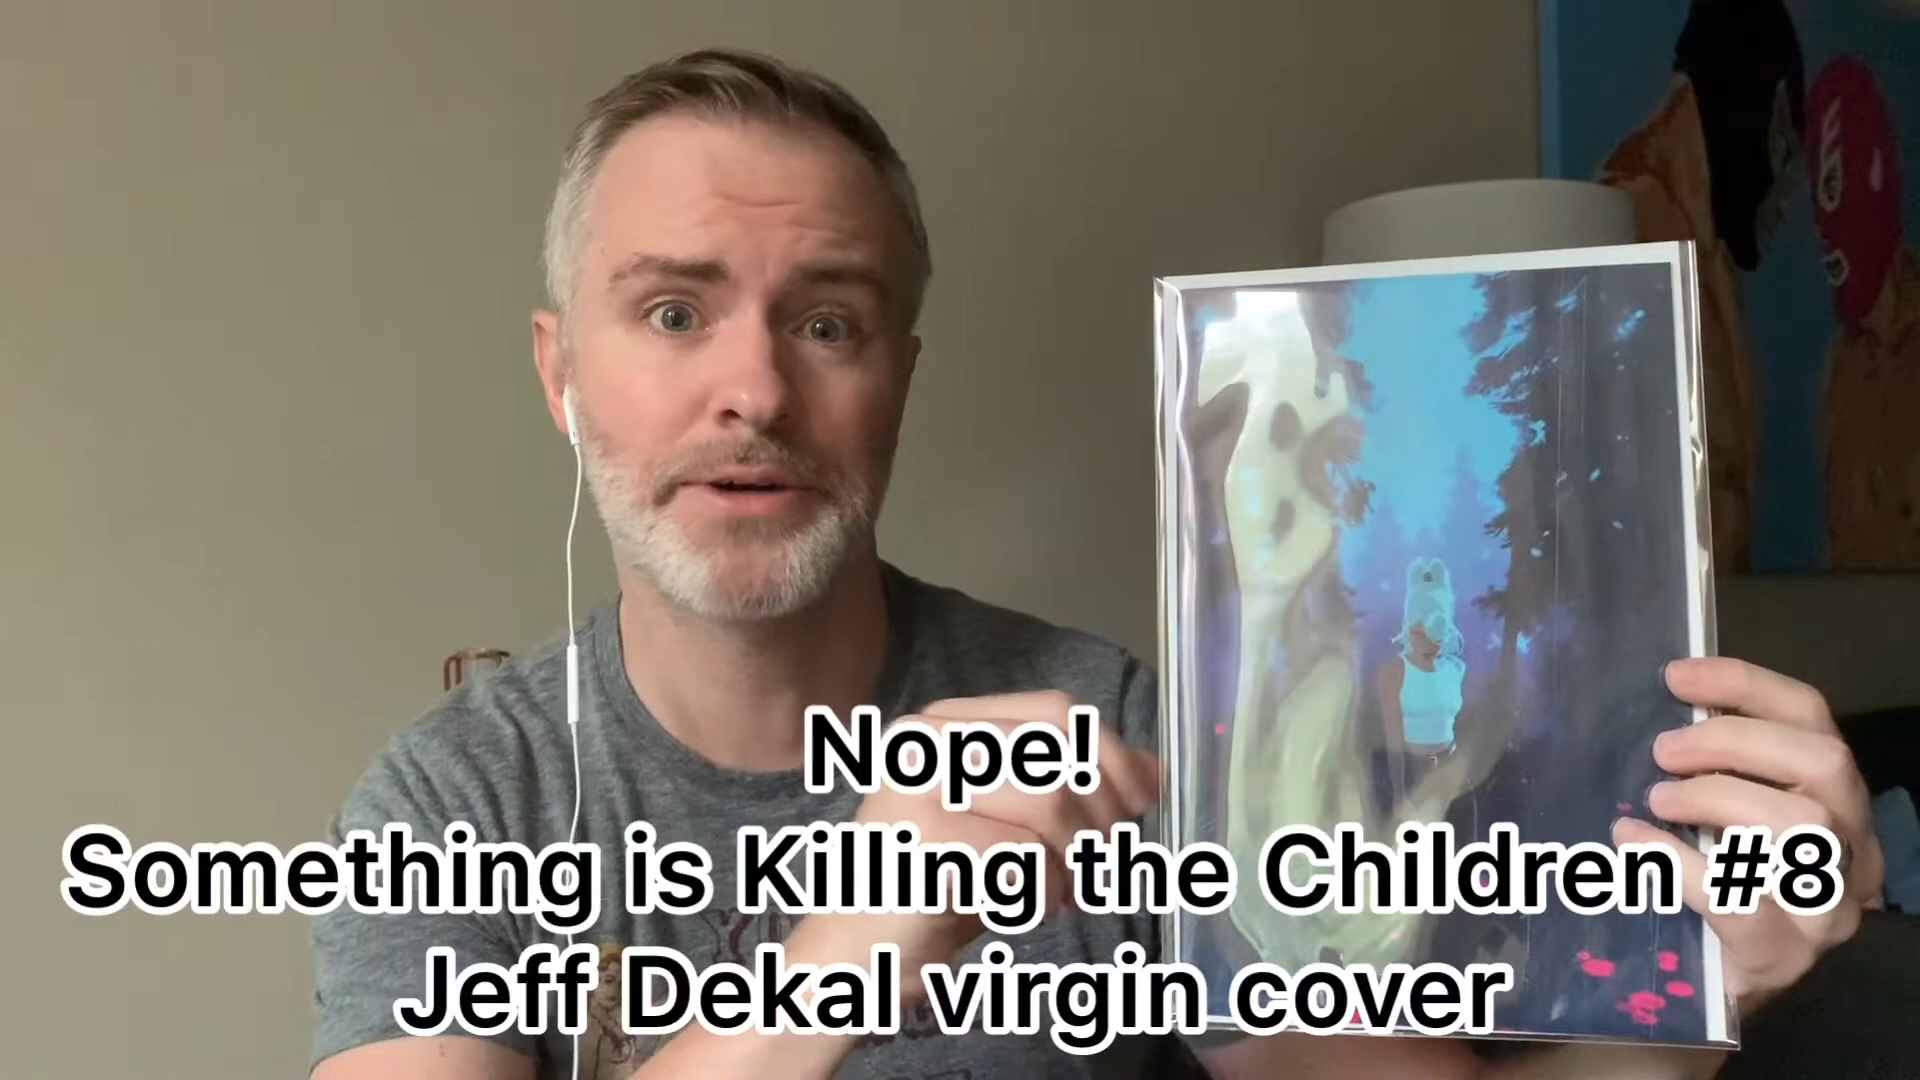 Nope!
Something is Killing the Children #8
Jeff Dekal virgin cover